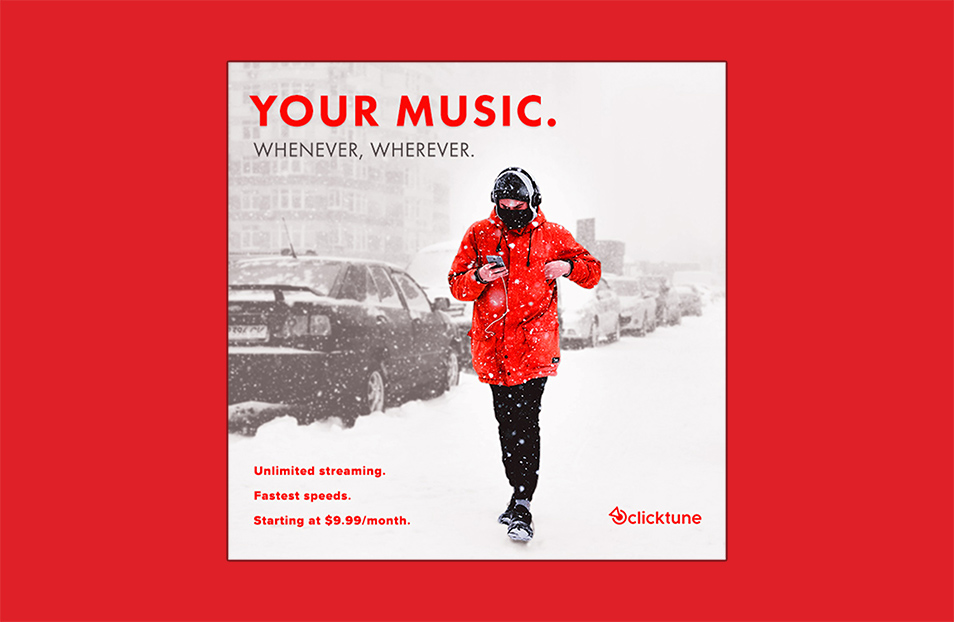 YOUR MUSIC.
WHENEVER, WHEREVER.
Unlimited streaming.
Fastest speeds.
Starting at $9.99/month.
clicktune